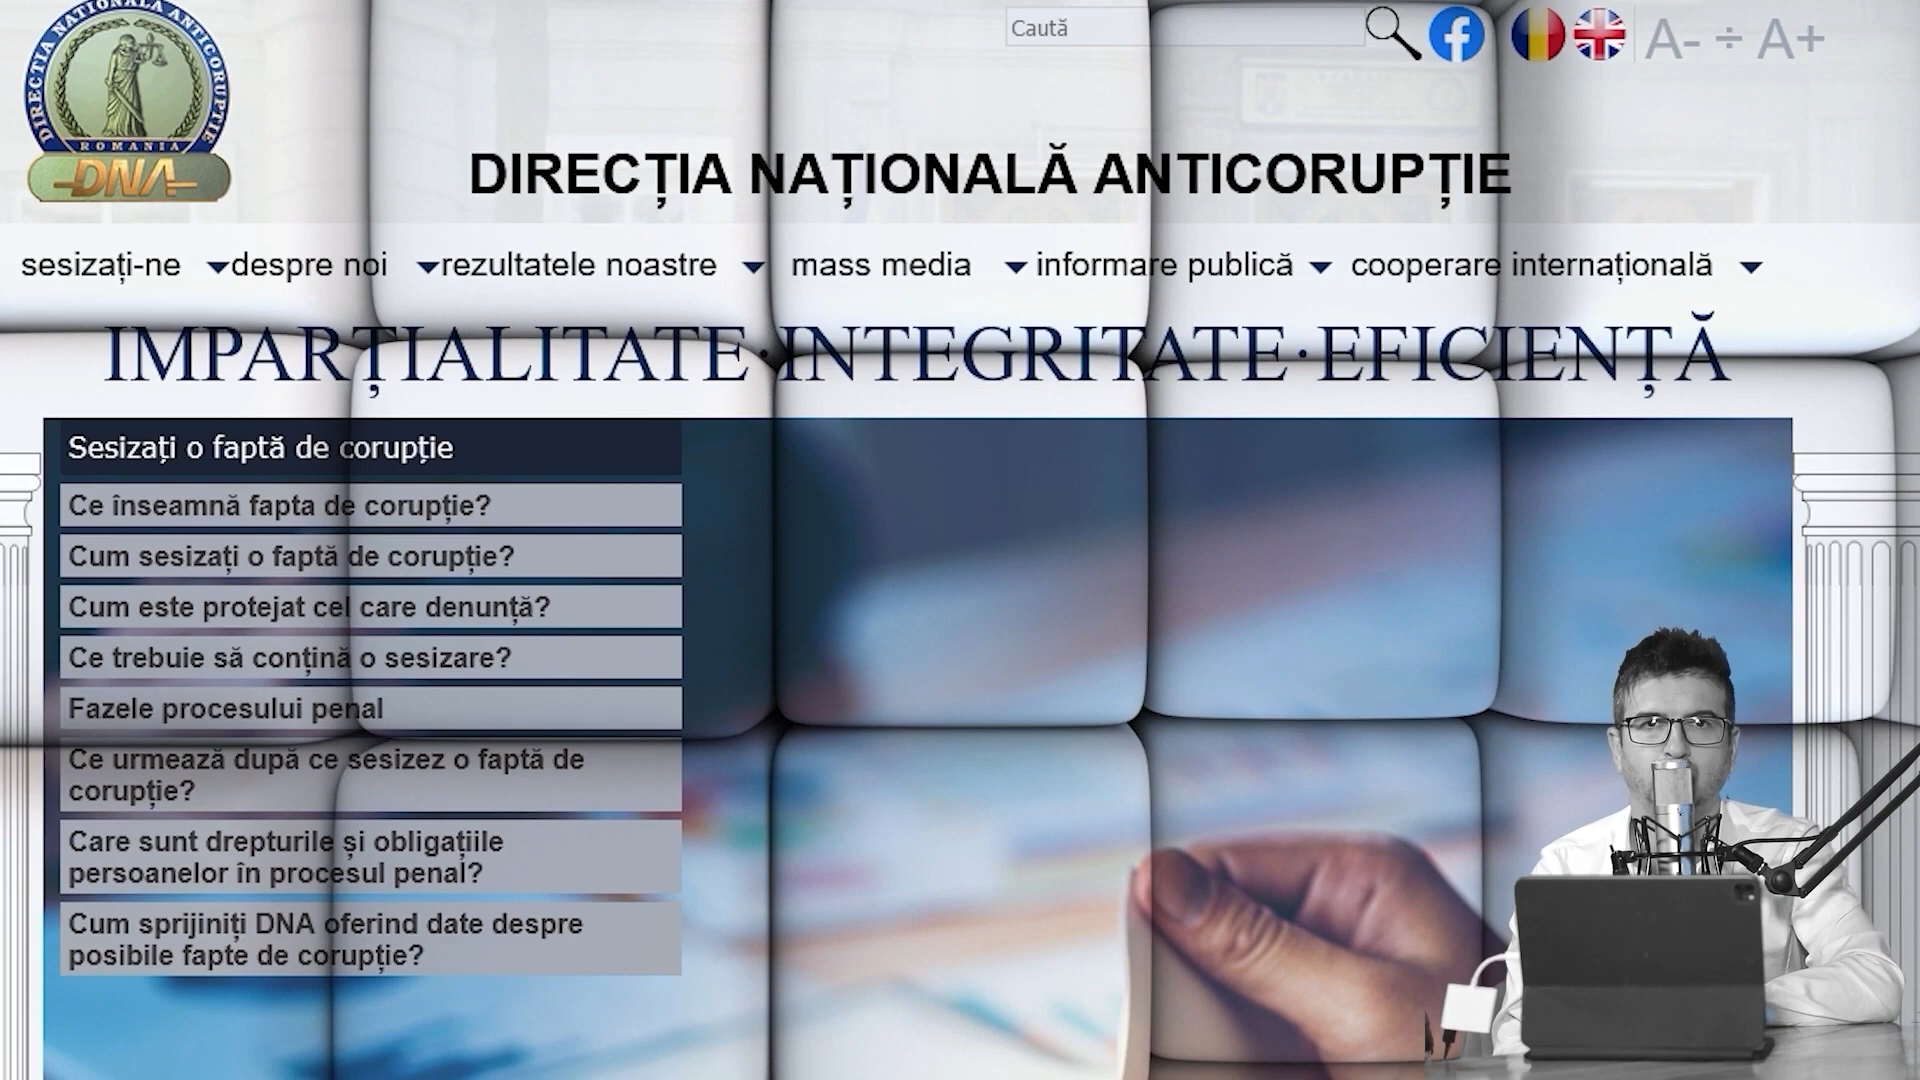 DIRECȚIA NAȚIONALĂ ANTICORUPȚIE
ROMANIA
DNA
Caută
A- ÷ A+
DIRECȚIA NAȚIONALĂ ANTICORUPȚIE
sesizați-ne despre noi rezultatele noastre mass media informare publică cooperare internațională
IMPARȚIALITATE·INTEGRITATE·EFICIENȚĂ
Sesizați o faptă de corupție
Ce înseamnă fapta de corupție?
Cum sesizați o faptă de corupție?
Cum este protejat cel care denunță?
Ce trebuie să conțină o sesizare?
Fazele procesului penal
Ce urmează după ce sesizez o faptă de
corupție?
Care sunt drepturile și obligațiile
persoanelor în procesul penal?
Cum sprijiniți DNA oferind date despre
posibile fapte de corupție?